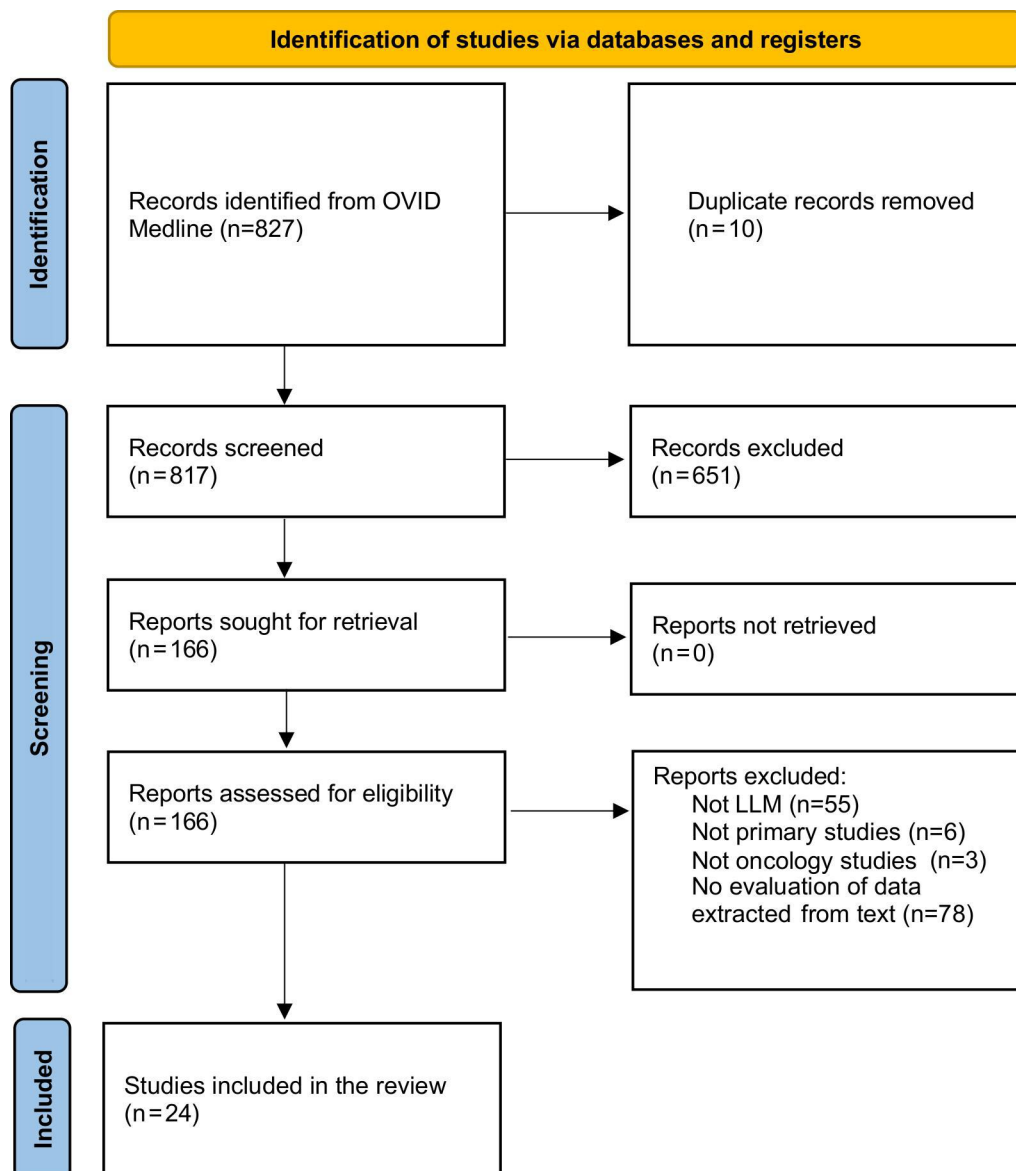 Identification of studies via databases and registers
Identification
Records identified from OVID
Medline (n=827)
Duplicate records removed
(n=10)
Screening
Records screened
(n=817)
Records excluded
(n=651)
Reports sought for retrieval
(n=166)
Reports not retrieved
(n=0)
Reports assessed for eligibility
(n=166)
Reports excluded:
Not LLM (n=55)
Not primary studies (n=6)
Not oncology studies (n=3)
No evaluation of data
extracted from text (n=78)
Included
Studies included in the review
(n=24)